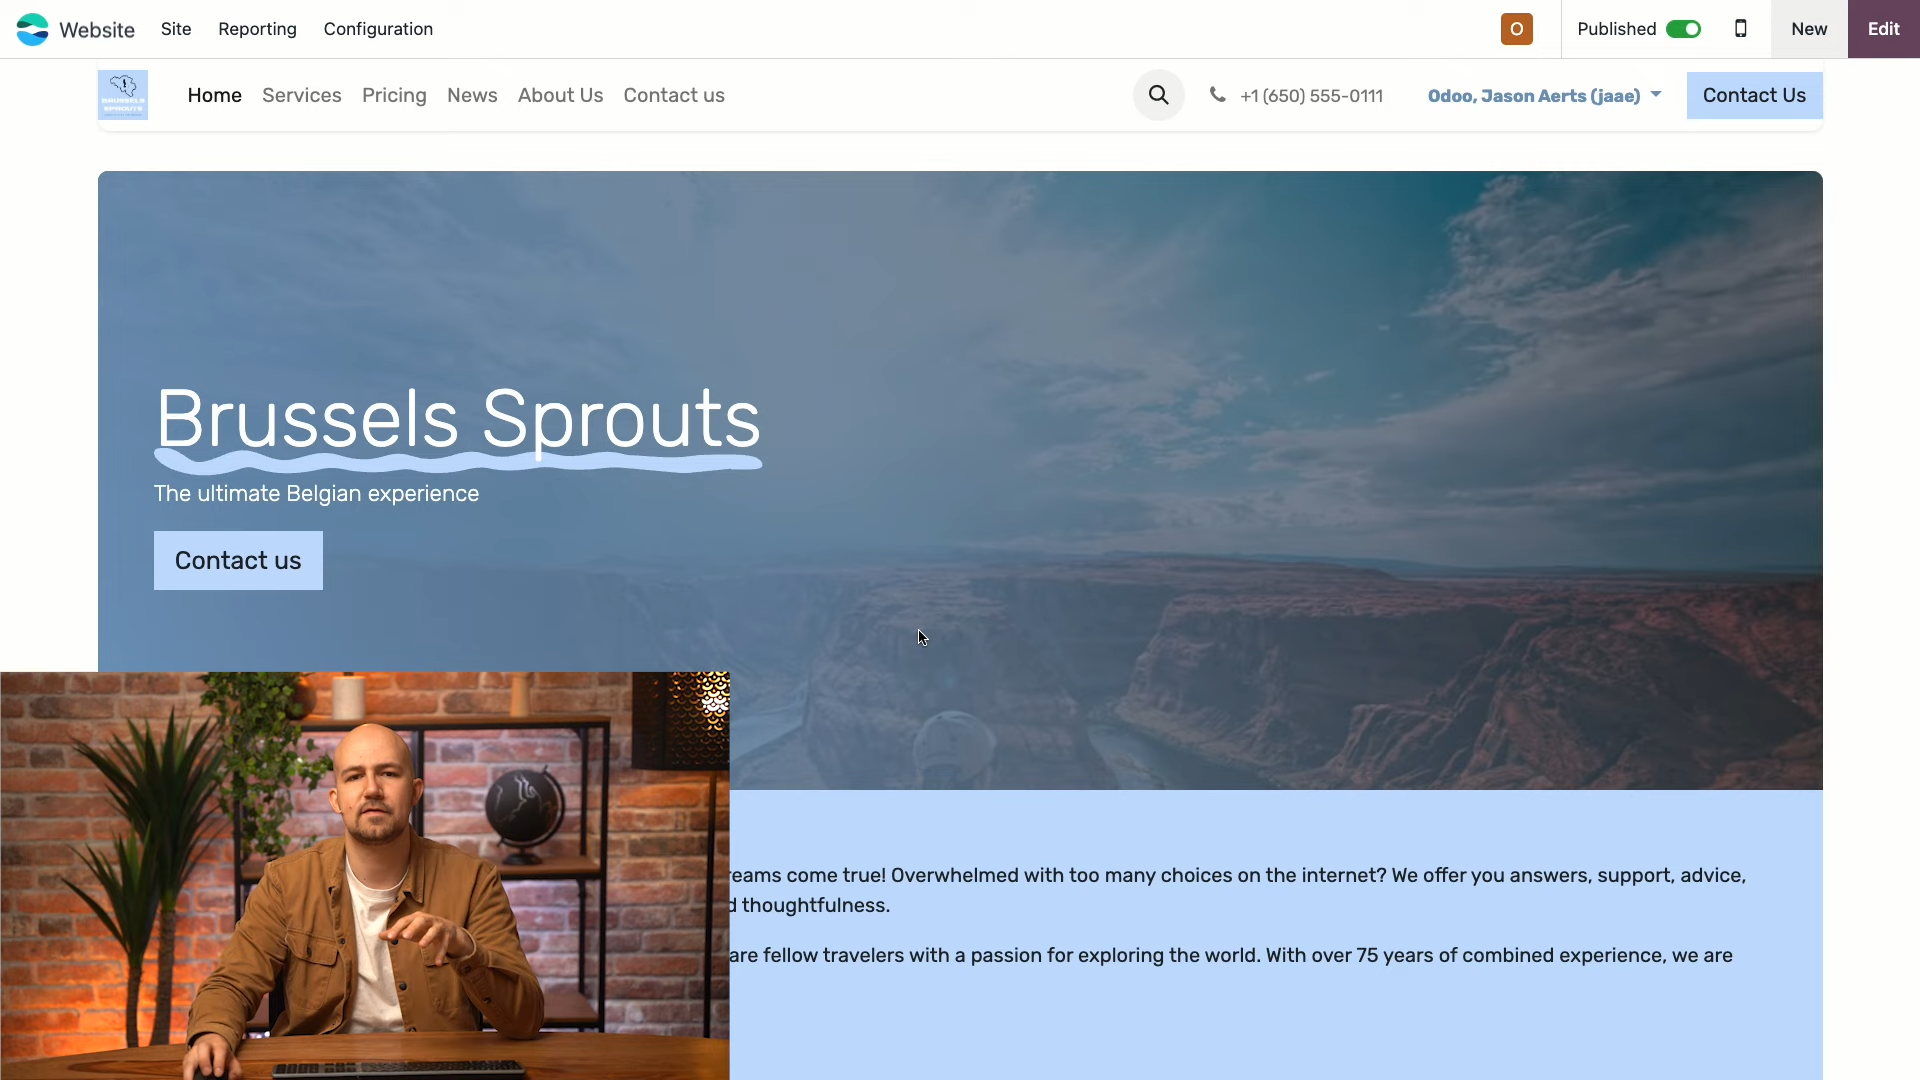 Website Site Reporting Configuration O Published New Edit
BRUSSELS
SPROUTS
Home Services Pricing News About Us Contact us +1 (650) 555-0111 Odoo, Jason Aerts (jaae) Contact Us
Brussels Sprouts
The ultimate Belgian experience
Contact us
come true! Overwhelmed with too many choices on the internet? We offer you answers, support, advice,
thoughtfulness.
are fellow travelers with a passion for exploring the world. With over 75 years of combined experience, we are